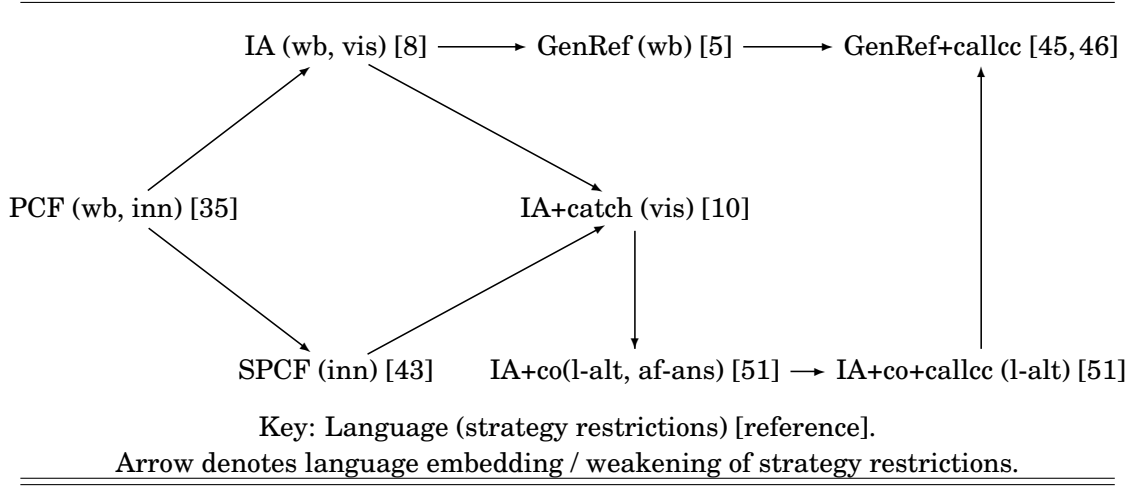 IA (wb, vis) [8] GenRef (wb) [5] GenRef+callcc [45, 46]
PCF (wb, inn) [35] IA+catch (vis) [10]
SPCF (inn) [43] IA+co(l-alt, af-ans) [51] IA+co+callcc (l-alt) [51]
Key: Language (strategy restrictions) [reference].
Arrow denotes language embedding / weakening of strategy restrictions.